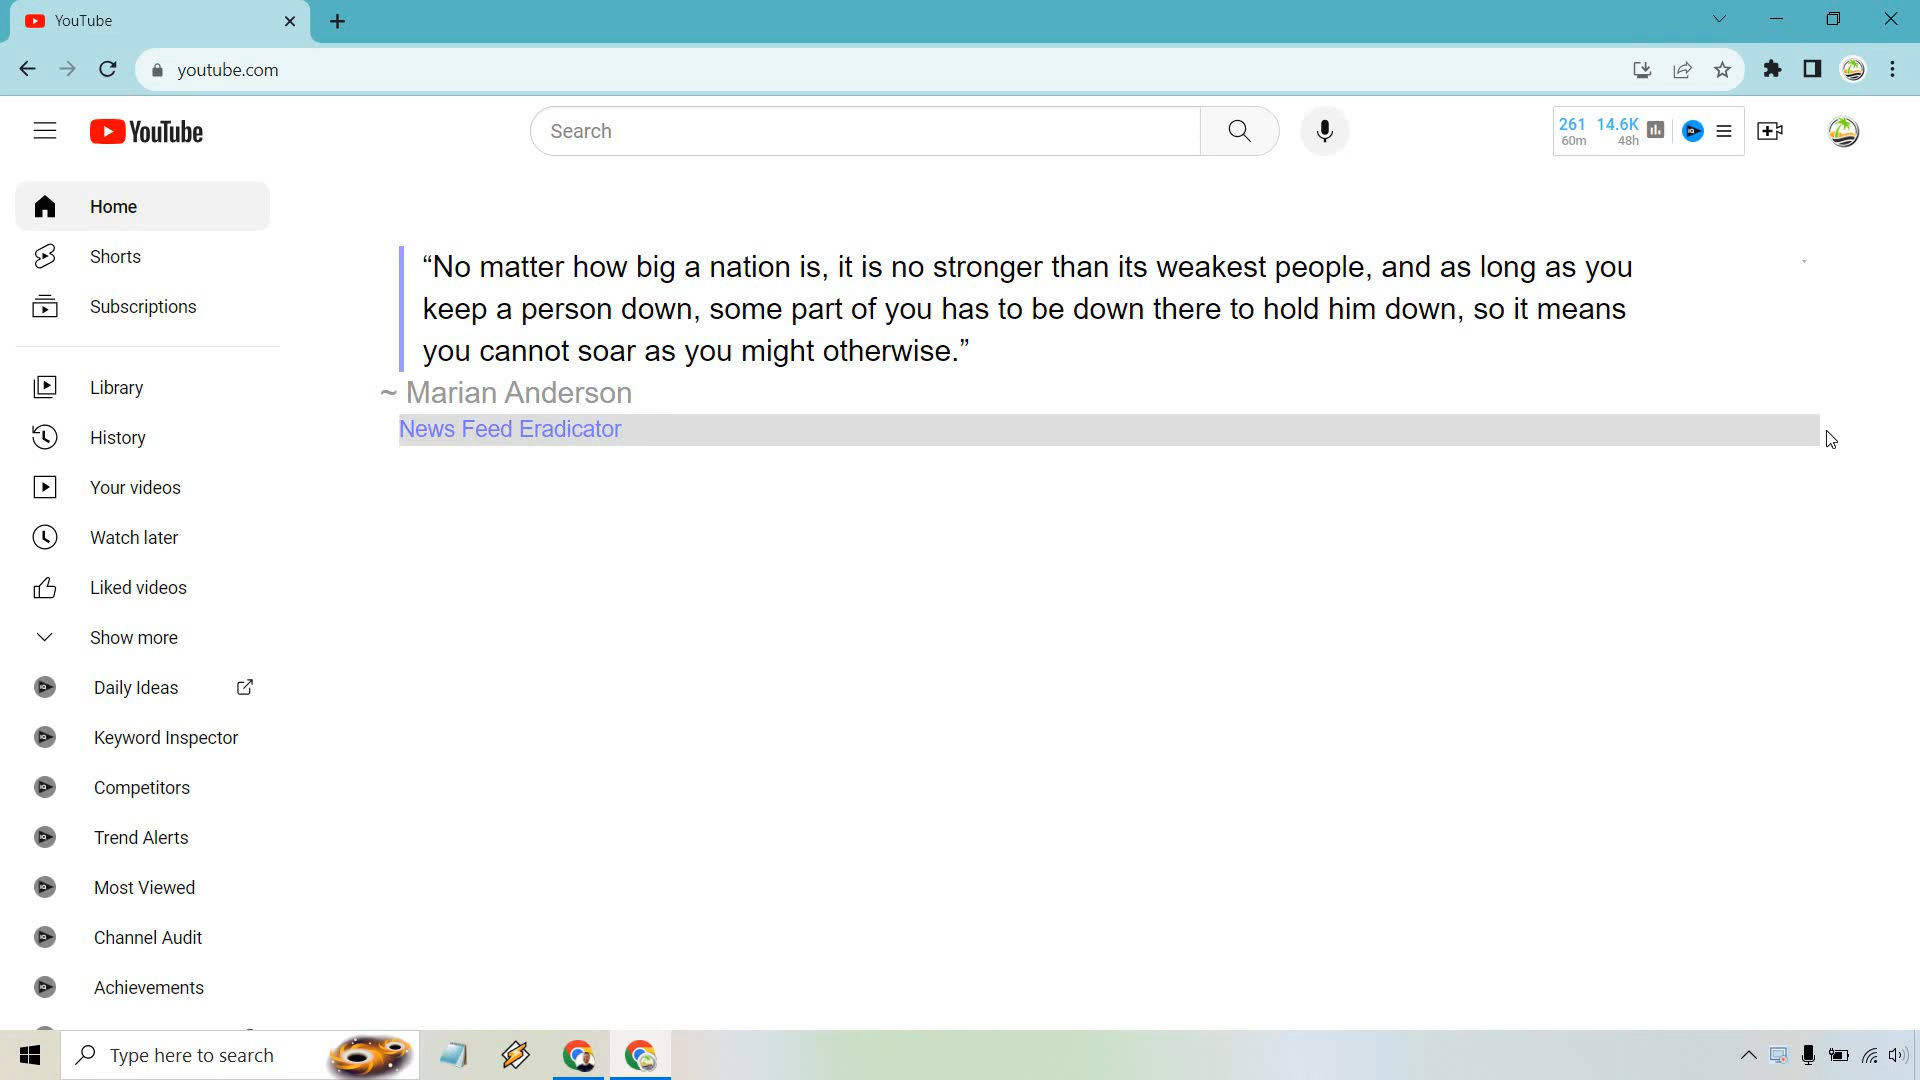 YouTube
youtube.com
YouTube
Search
261 14.6K
60m 48h
Home
Shorts
Subscriptions
“No matter how big a nation is, it is no stronger than its weakest people, and as long as you
keep a person down, some part of you has to be down there to hold him down, so it means
you cannot soar as you might otherwise.”
~ Marian Anderson
News Feed Eradicator
Library
History
Your videos
Watch later
Liked videos
Show more
Daily Ideas
Keyword Inspector
Competitors
Trend Alerts
Most Viewed
Channel Audit
Achievements
Type here to search